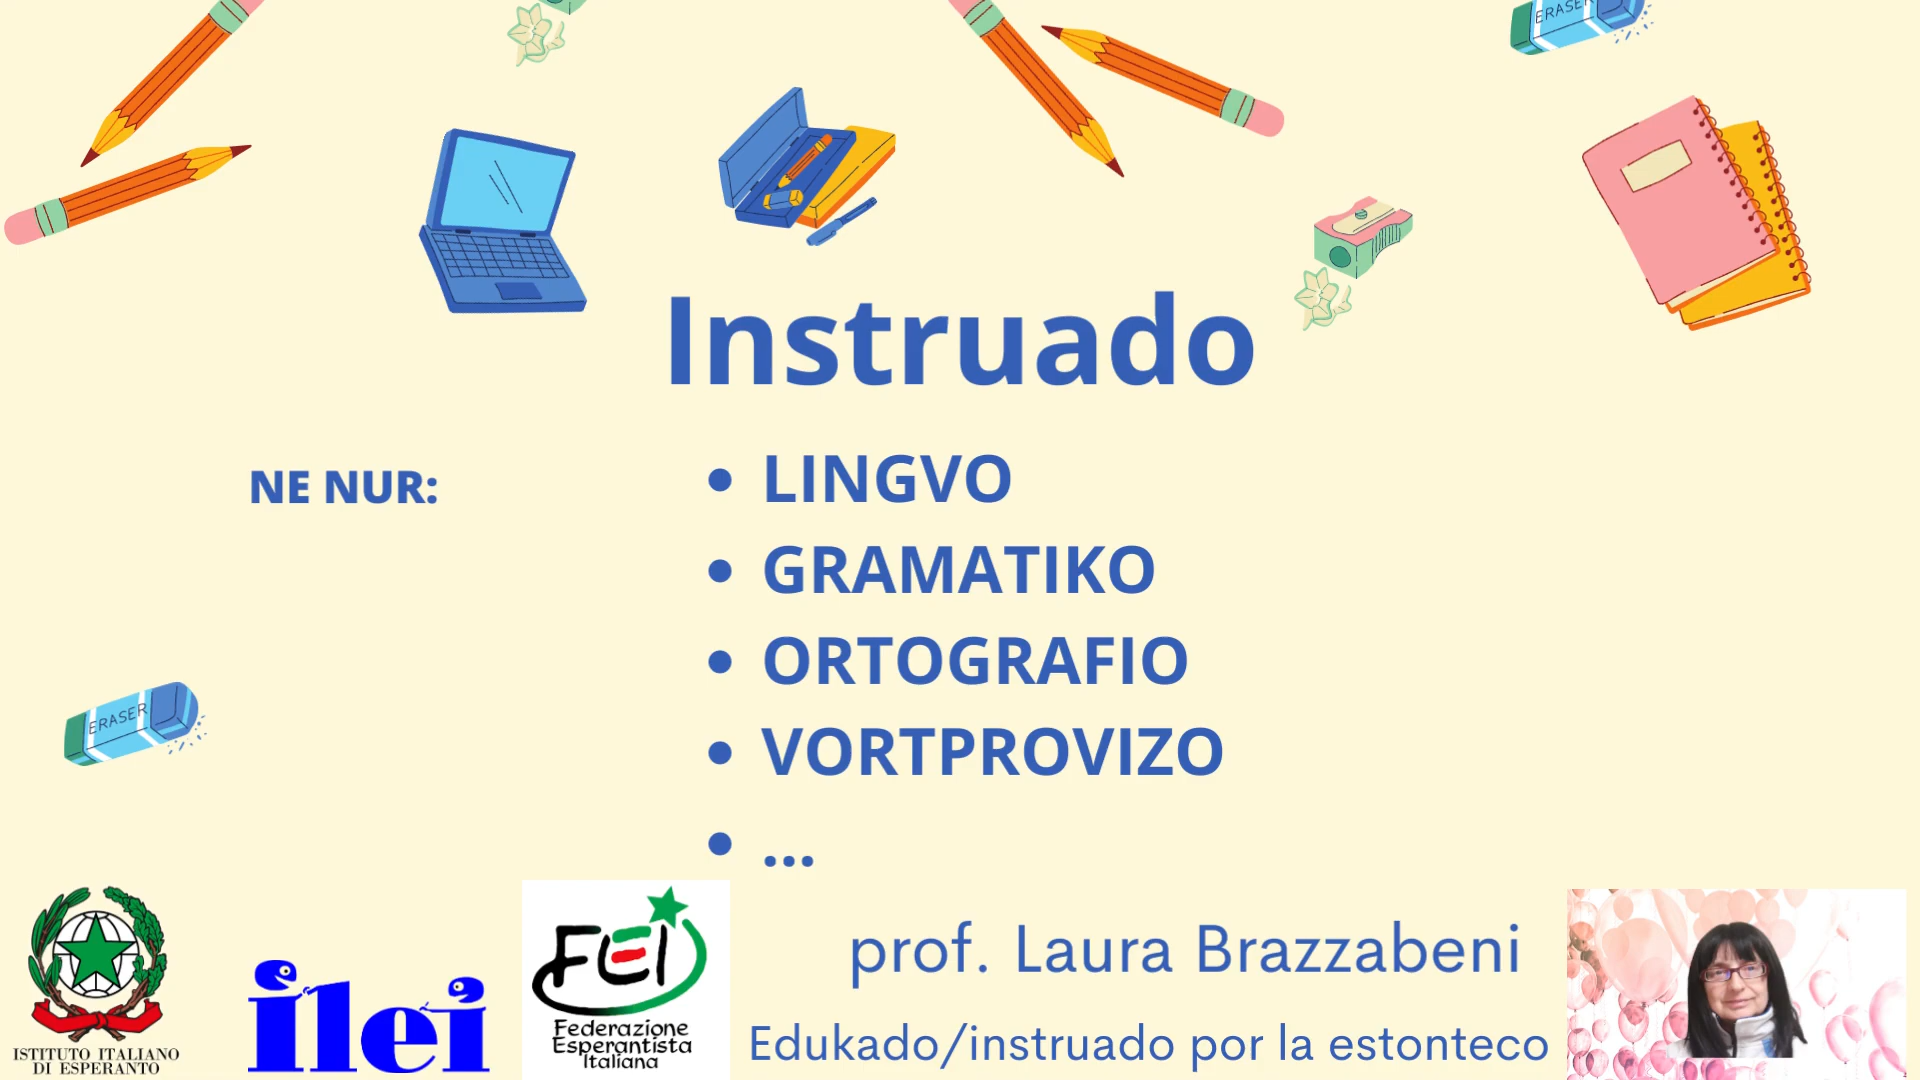 ERASER
Instruado
NE NUR:
• LINGVO
• GRAMATIKO
• ORTOGRAFIO
• VORTPROVIZO
• ...
ERASER
ISTITUTO ITALIANO
DI ESPERANTO
ilei
FEI
Federazione
Esperantista
Italiana
prof. Laura Brazzabeni
Edukado/instruado por la estonteco